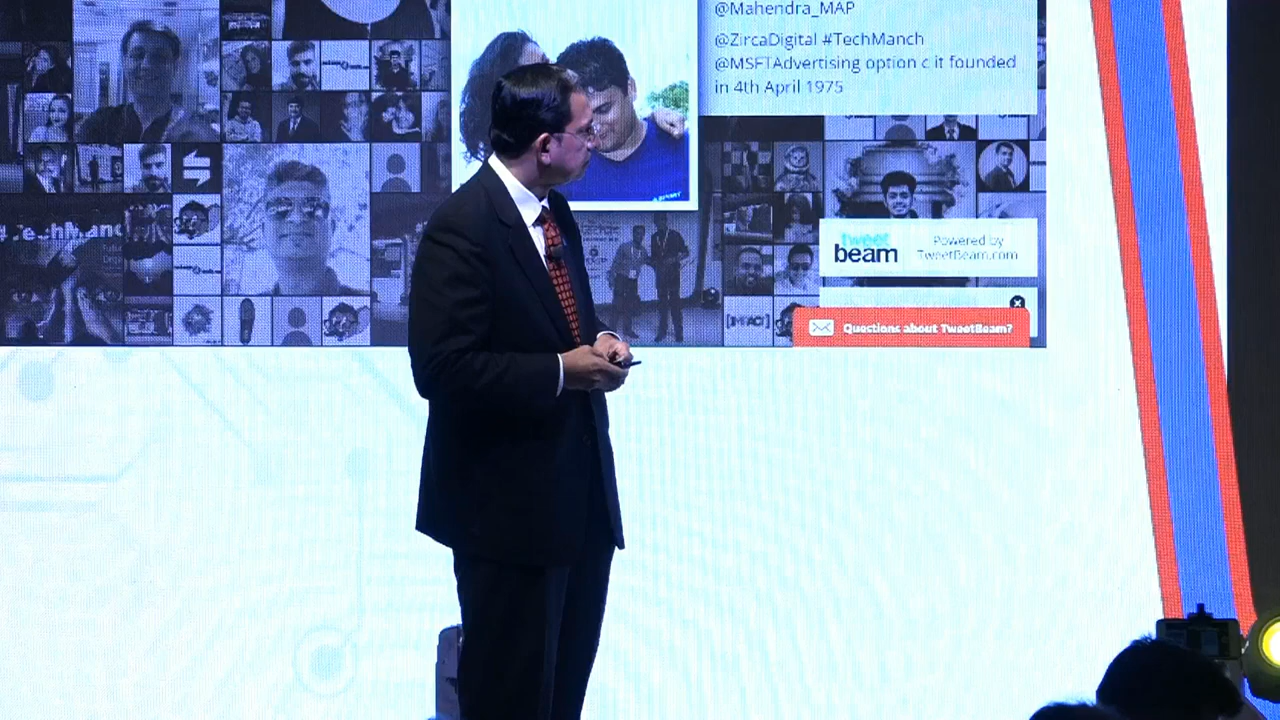 @Mahendra_MAP
@ZircaDigital #TechManch
@MSFTAdvertising option c it founded
in 4th April 1975
tweet
beam
Powered by
TweetBeam.com
#TechManc
[IMPACT]
Questions about TweetBeam?